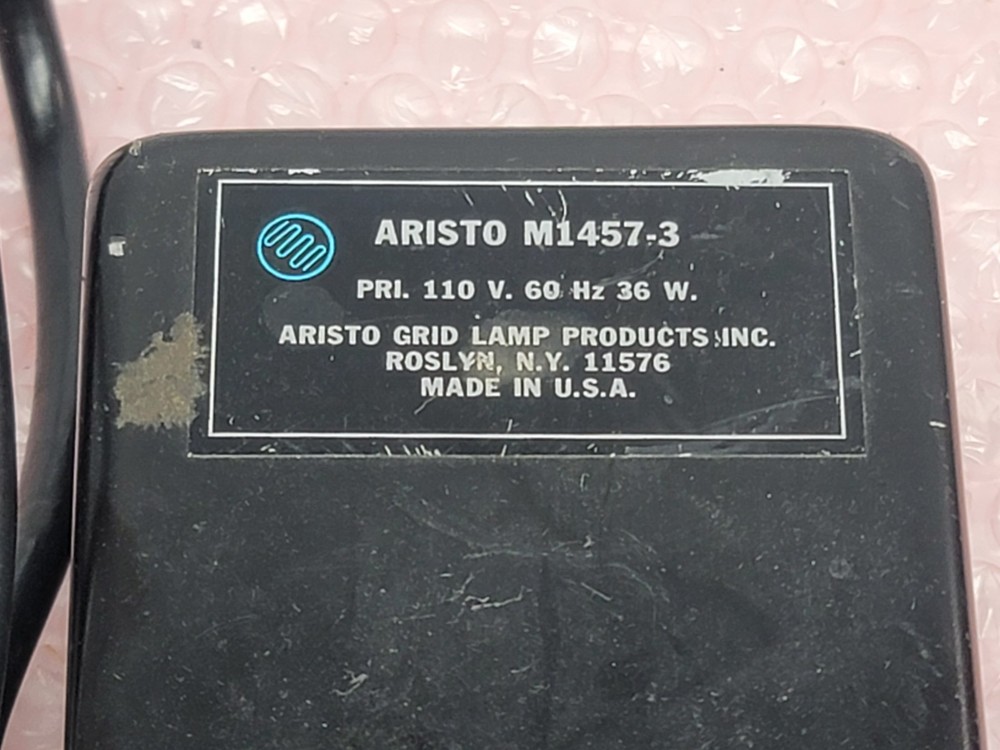 ARISTO M1457-3
PRI. 110 V. 60 Hz 36 W.
ARISTO GRID LAMP PRODUCTS INC.
ROSLYN, N.Y. 11576
MADE IN U.S.A.